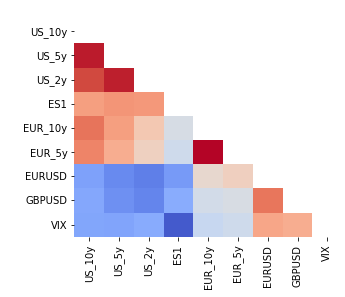 US_10y
US_5y
US_2y
ES1
EUR_10y
EUR_5y
EURUSD
GBPUSD
VIX
US_10y
US_5y
US_2y
ES1
EUR_10y
EUR_5y
EURUSD
GBPUSD
VIX